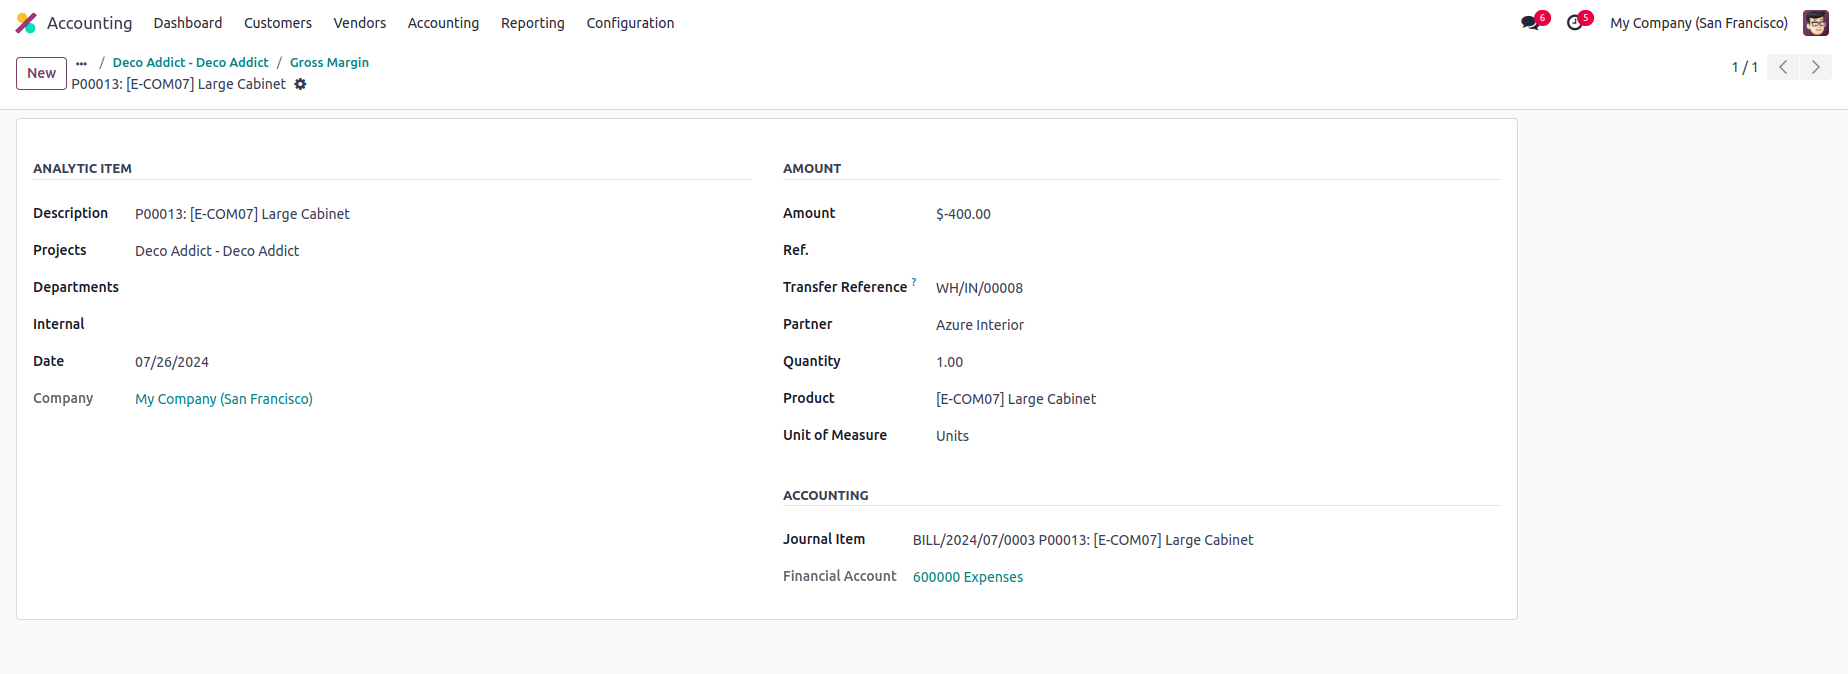 Accounting Dashboard Customers Vendors Accounting Reporting Configuration 6 5 My Company (San Francisco)
New ... / Deco Addict - Deco Addict / Gross Margin
P00013: [E-COM07] Large Cabinet
1 / 1
ANALYTIC ITEM
Description P00013: [E-COM07] Large Cabinet
Projects Deco Addict - Deco Addict
Departments
Internal
Date 07/26/2024
Company My Company (San Francisco)
AMOUNT
Amount $-400.00
Ref.
Transfer Reference ? WH/IN/00008
Partner Azure Interior
Quantity 1.00
Product [E-COM07] Large Cabinet
Unit of Measure Units
ACCOUNTING
Journal Item BILL/2024/07/0003 P00013: [E-COM07] Large Cabinet
Financial Account 600000 Expenses